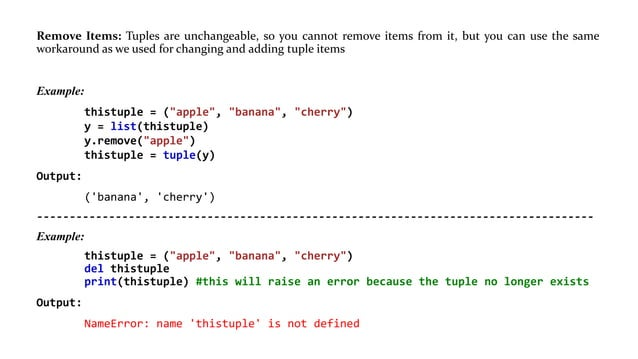 Remove Items: Tuples are unchangeable, so you cannot remove items from it, but you can use the same
workaround as we used for changing and adding tuple items
Example:
thistuple = ("apple", "banana", "cherry")
y = list(thistuple)
y.remove("apple")
thistuple = tuple(y)
Output:
('banana', 'cherry')
-------------------------------------------------------------------------------------
Example:
thistuple = ("apple", "banana", "cherry")
del thistuple
print(thistuple) #this will raise an error because the tuple no longer exists
Output:
NameError: name 'thistuple' is not defined